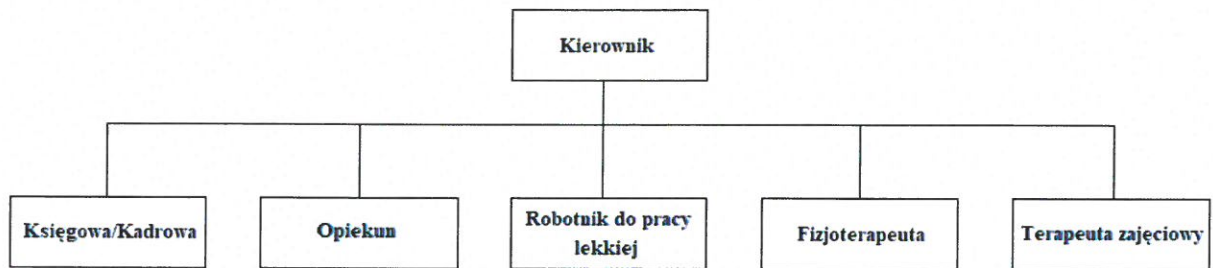 Kierownik
Księgowa/Kadrowa
Opiekun
Robotnik do pracy
lekkiej
Fizjoterapeuta
Terapeuta zajęciowy